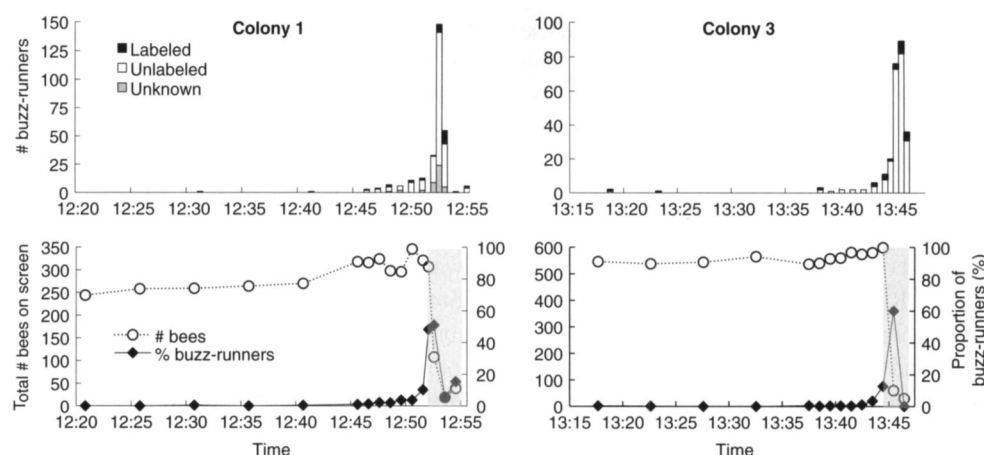 Colony 1
# buzz-runners
150
125
100
75
50
25
0
Labeled
Unlabeled
Unknown
12:20 12:25 12:30 12:35 12:40 12:45 12:50 12:55
Colony 3
100
80
60
40
20
0
13:15 13:20 13:25 13:30 13:35 13:40 13:45
Total # bees on screen
350
300
250
200
150
100
50
0
# bees
% buzz-runners
100
80
60
40
20
0
12:20 12:25 12:30 12:35 12:40 12:45 12:50 12:55
Time
600
500
400
300
200
100
0
100
80
60
40
20
0
Proportion of
buzz-runners (%)
13:15 13:20 13:25 13:30 13:35 13:40 13:45
Time